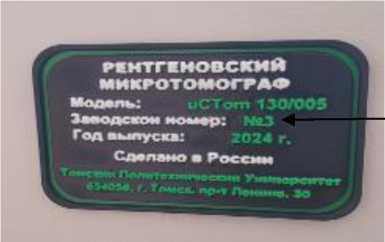 РЕНТГЕНОВСКИЙ
МИКРОТОМОГРАФ
Модель: uCTom 130/005
Заводской номер: №3
Год выпуска: 2024 г.
Сделано в России
Томский Политехнический Университет
634050, г. Томск, пр-т Ленина, 30